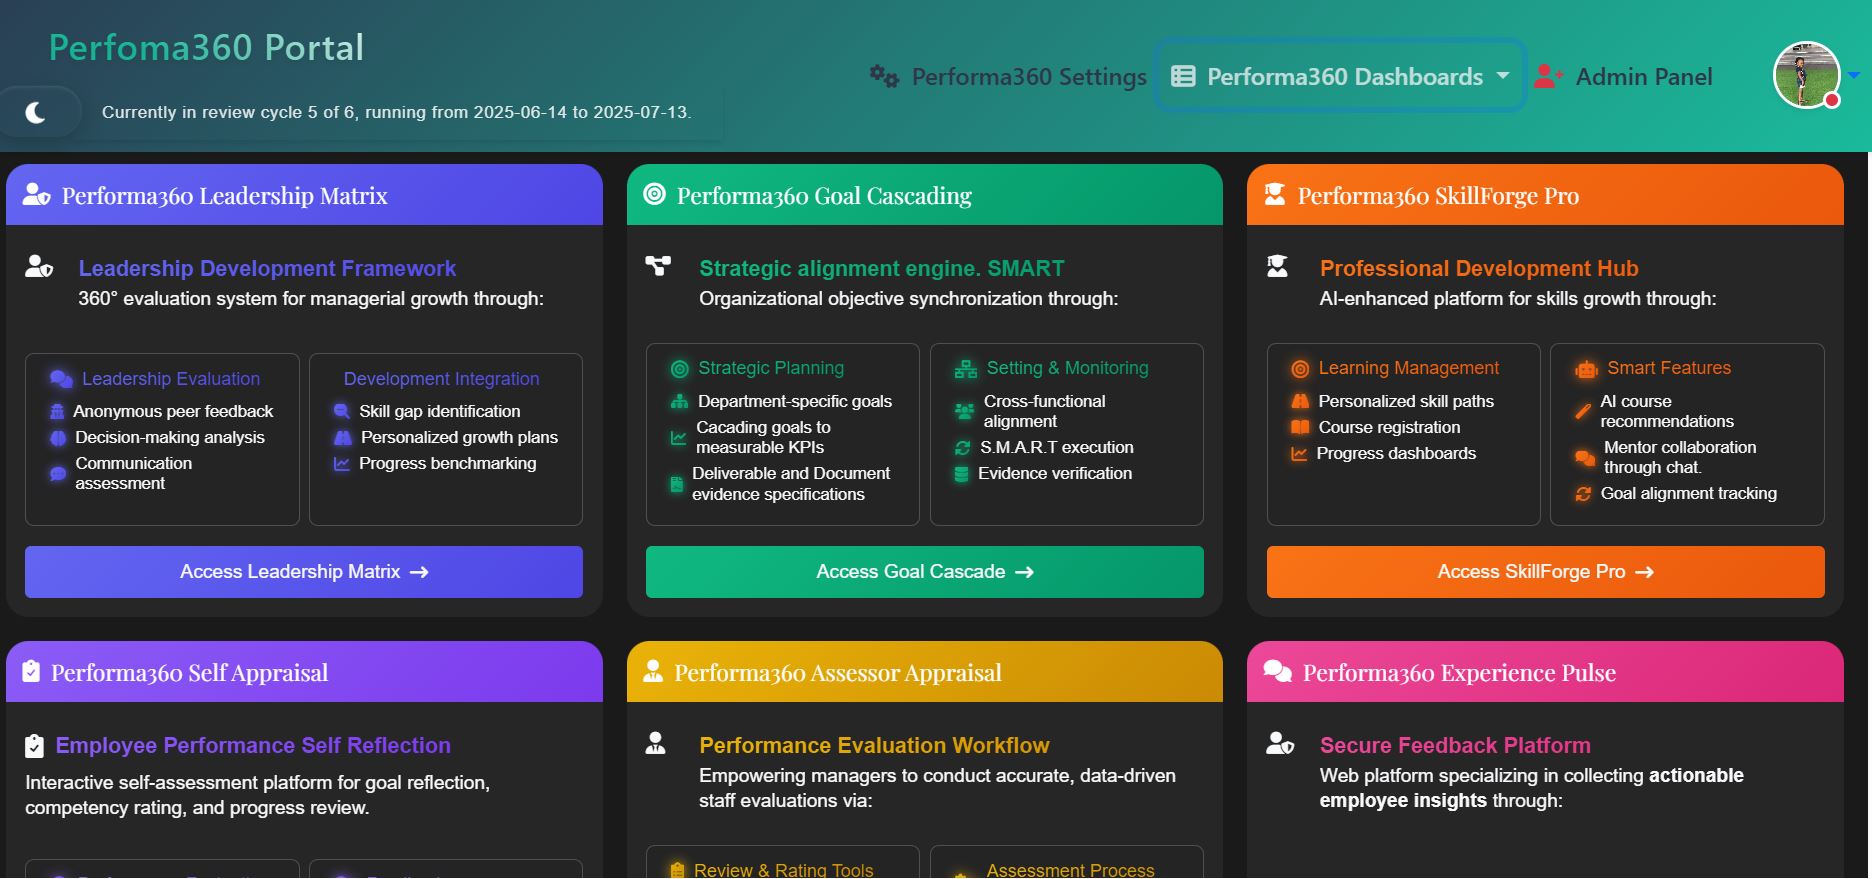 Perfoma360 Portal
Performa360 Settings
Performa360 Dashboards
Admin Panel
Currently in review cycle 5 of 6, running from 2025-06-14 to 2025-07-13.
Performa360 Leadership Matrix
Leadership Development Framework
360° evaluation system for managerial growth through:
Leadership Evaluation
Anonymous peer feedback
Decision-making analysis
Communication
assessment
Development Integration
Skill gap identification
Personalized growth plans
Progress benchmarking
Access Leadership Matrix →
Performa360 Goal Cascading
Strategic alignment engine. SMART
Organizational objective synchronization through:
Strategic Planning
Department-specific goals
Cacading goals to
measurable KPIs
Deliverable and Document
evidence specifications
Setting & Monitoring
Cross-functional
alignment
S.M.A.R.T execution
Evidence verification
Access Goal Cascade →
Performa360 SkillForge Pro
Professional Development Hub
AI-enhanced platform for skills growth through:
Learning Management
Personalized skill paths
Course registration
Progress dashboards
Smart Features
AI course
recommendations
Mentor collaboration
through chat.
Goal alignment tracking
Access SkillForge Pro →
Performa360 Self Appraisal
Employee Performance Self Reflection
Interactive self-assessment platform for goal reflection,
competency rating, and progress review.
Performa360 Assessor Appraisal
Performance Evaluation Workflow
Empowering managers to conduct accurate, data-driven
staff evaluations via:
Review & Rating Tools
Assessment Process
Performa360 Experience Pulse
Secure Feedback Platform
Web platform specializing in collecting actionable
employee insights through: